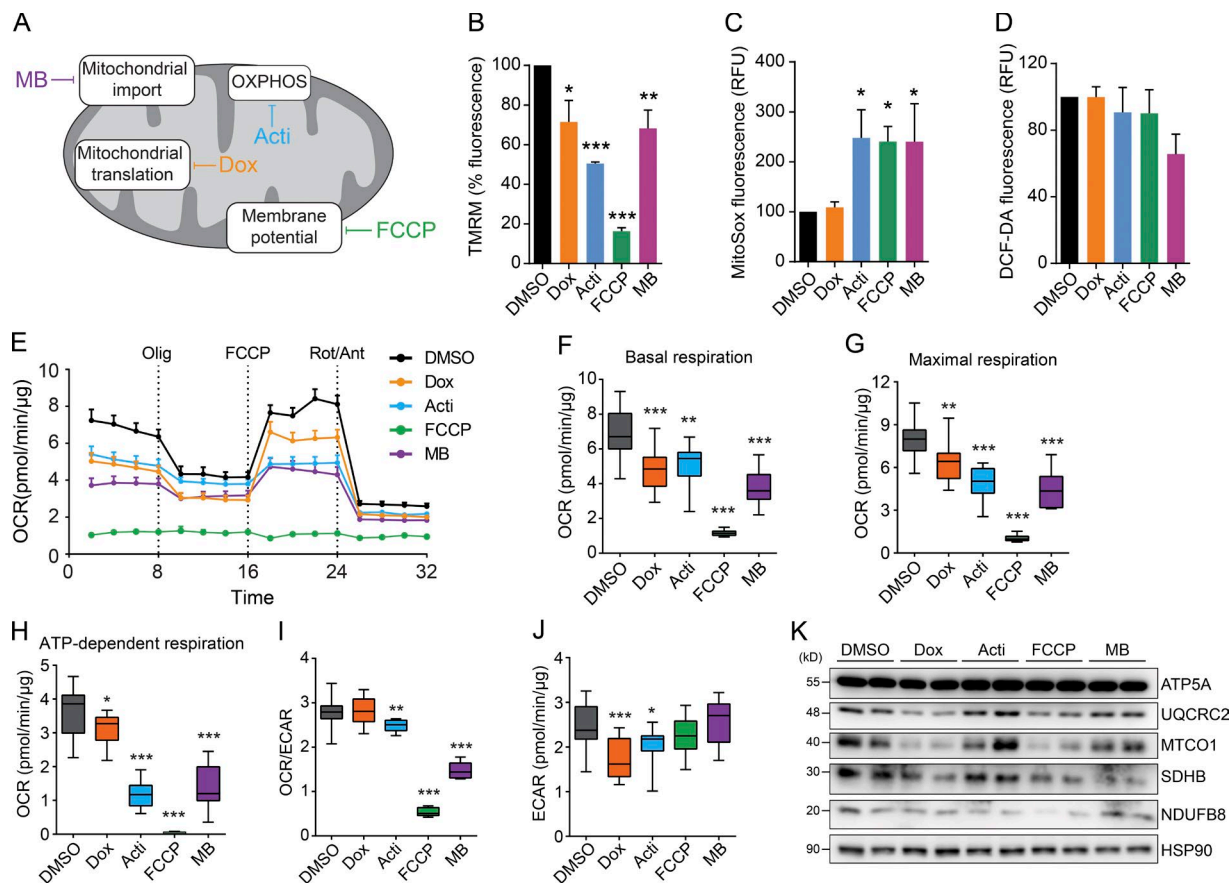 A
MB
Mitochondrial
import
OXPHOS
Acti
Mitochondrial
translation
Dox
Membrane
potential
FCCP
B
TMRM (% fluorescence)
100
80
60
40
20
0
*
***
***
**
DMSO
Dox
Acti
FCCP
MB
C
MitoSox fluorescence (RFU)
400
300
250
200
100
0
*
*
*
DMSO
Dox
Acti
FCCP
MB
D
DCF-DA fluorescence (RFU)
120
80
40
0
DMSO
Dox
Acti
FCCP
MB
E
Olig
FCCP
Rot/Ant
OCR(pmol/min/µg)
10
8
6
4
2
0
0
8
16
24
32
Time
DMSO
Dox
Acti
FCCP
MB
F
Basal respiration
OCR (pmol/min/µg)
10
8
6
4
2
0
***
**
***
***
DMSO
Dox
Acti
FCCP
MB
G
Maximal respiration
OCR (pmol/min/µg)
12
9
6
3
0
**
***
***
***
DMSO
Dox
Acti
FCCP
MB
H
ATP-dependent respiration
OCR (pmol/min/µg)
5
4
3
2
1
0
*
***
***
***
DMSO
Dox
Acti
FCCP
MB
I
OCR/ECAR
4
3
2
1
0
**
***
***
DMSO
Dox
Acti
FCCP
MB
J
ECAR (pmol/min/µg)
4
3
2
1
0
***
*
DMSO
Dox
Acti
FCCP
MB
K
(kD)
DMSO
Dox
Acti
FCCP
MB
55
ATP5A
48
UQCRC2
40
MTCO1
30
SDHB
20
NDUFB8
90
HSP90